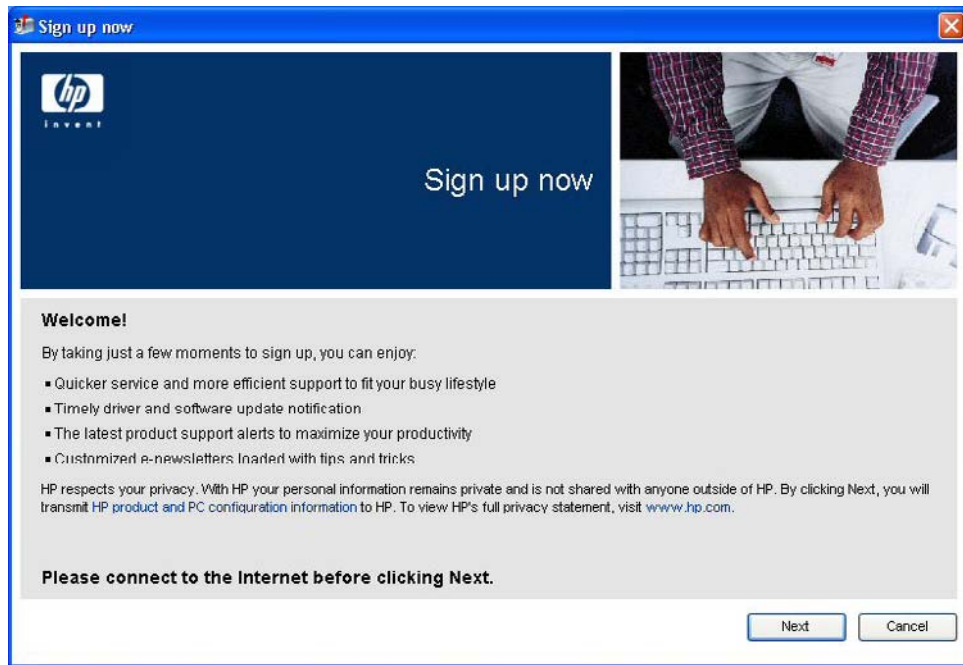 Sign up now
hp
invent
Sign up now
Welcome!
By taking just a few moments to sign up, you can enjoy:
▪ Quicker service and more efficient support to fit your busy lifestyle
▪ Timely driver and software update notification
▪ The latest product support alerts to maximize your productivity
▪ Customized e-newsletters loaded with tips and tricks
HP respects your privacy. With HP your personal information remains private and is not shared with anyone outside of HP. By clicking Next, you will
transmit HP product and PC configuration information to HP. To view HP's full privacy statement, visit www.hp.com.
Please connect to the Internet before clicking Next.
Next
Cancel